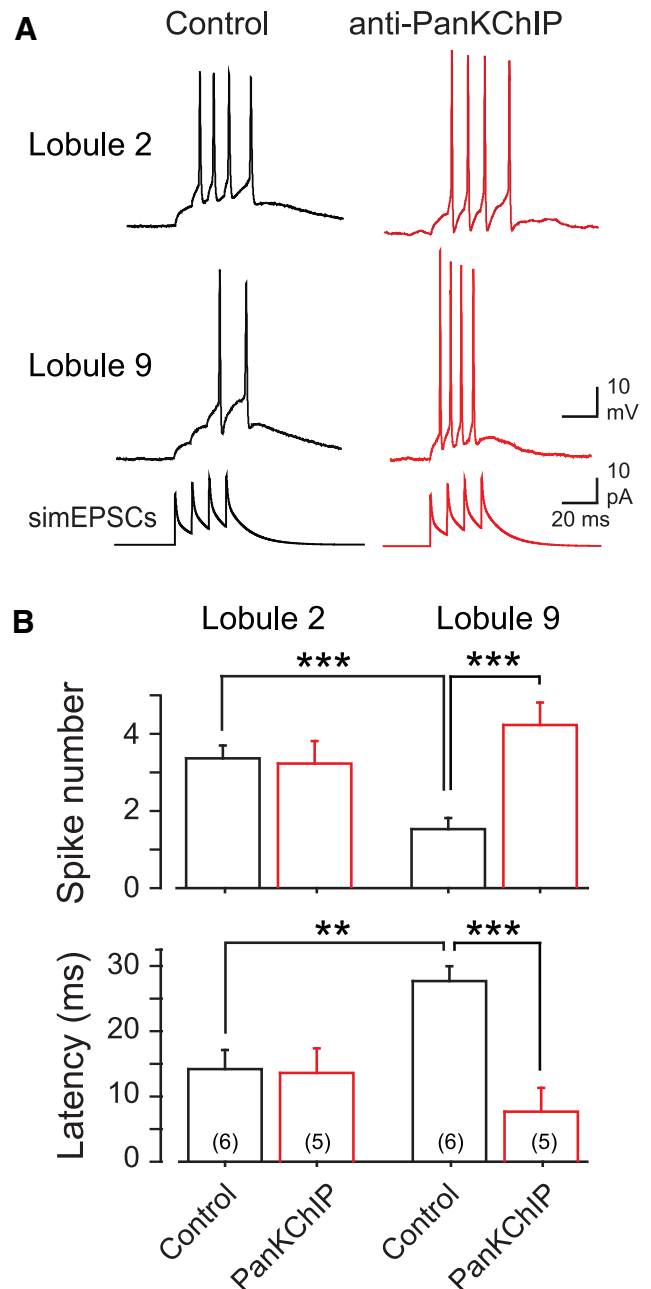 A
Control
anti-PanKChIP
Lobule 2
Lobule 9
10
mV
simEPSCs
10
pA
20 ms
B
Lobule 2
Lobule 9
***
***
Spike number
4
2
0
**
***
Latency (ms)
30
20
10
0
(6)
(5)
(6)
(5)
Control
PanKChIP
Control
PanKChIP